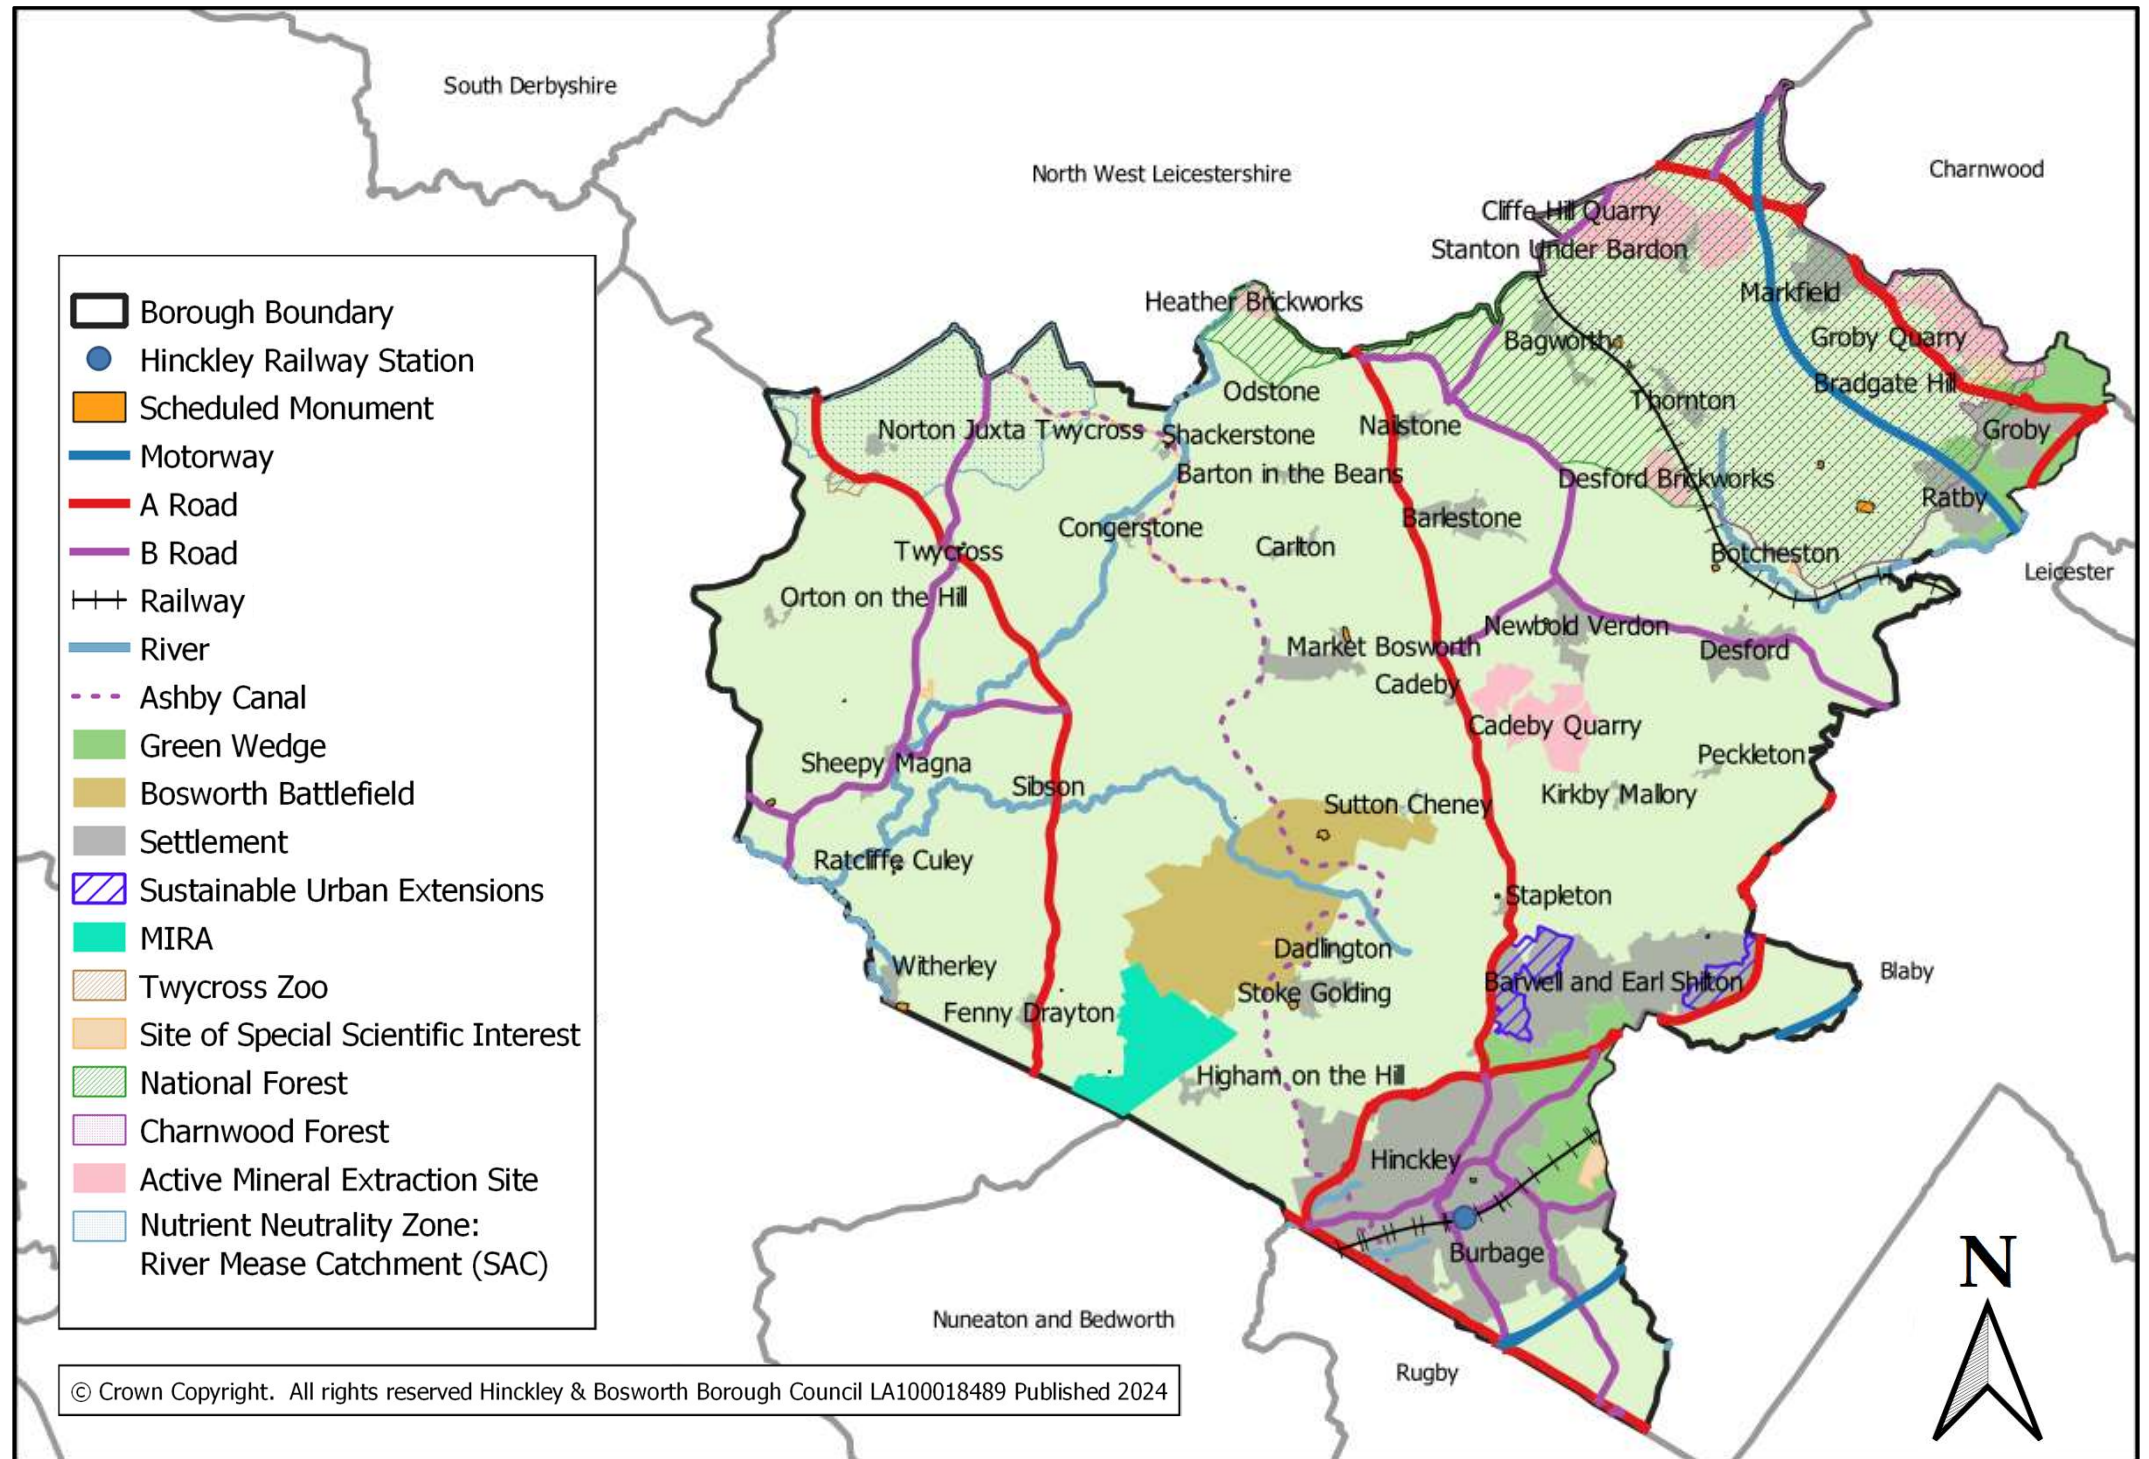 South Derbyshire
North West Leicestershire
Charnwood
Cliffe Hill Quarry
Stanton Under Bardon
Markfield
Heather Brickworks
Bagworth
Groby Quarry
Odstone
Thornton
Bradgate Hill
Norton Juxta Twycross
Shackerstone
Nailstone
Groby
Barton in the Beans
Desford Brickworks
Ratby
Congerstone
Barlestone
Carlton
Twycross
Botcheston
Leicester
Orton on the Hill
Newbold Verdon
Market Bosworth
Desford
Cadeby
Cadeby Quarry
Peckleton
Sheepy Magna
Sibson
Kirkby Mallory
Sutton Cheney
Ratcliffe Culey
Stapleton
Dadlington
Witherley
Barwell and Earl Shilton
Blaby
Stoke Golding
Fenny Drayton
Higham on the Hill
Hinckley
Burbage
Nuneaton and Bedworth
Rugby
N
Borough Boundary
Hinckley Railway Station
Scheduled Monument
Motorway
A Road
B Road
Railway
River
Ashby Canal
Green Wedge
Bosworth Battlefield
Settlement
Sustainable Urban Extensions
MIRA
Twycross Zoo
Site of Special Scientific Interest
National Forest
Charnwood Forest
Active Mineral Extraction Site
Nutrient Neutrality Zone:
River Mease Catchment (SAC)
© Crown Copyright. All rights reserved Hinckley & Bosworth Borough Council LA100018489 Published 2024